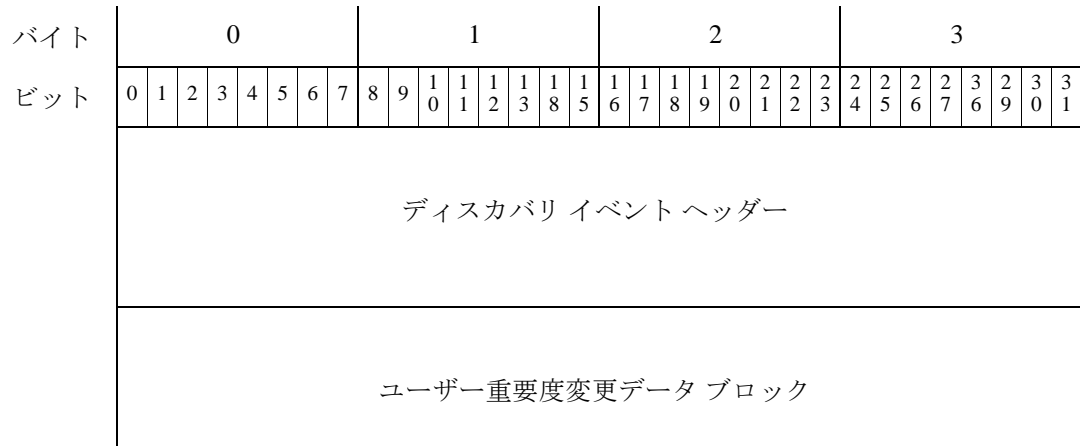 バイト 0 1 2 3
ビット 0 1 2 3 4 5 6 7 8 9 10 11 12 13 18 15 16 17 18 19 20 21 22 23 24 25 26 27 36 29 30 31
ディスカバリ イベント ヘッダー
ユーザー重要度変更データ ブロック